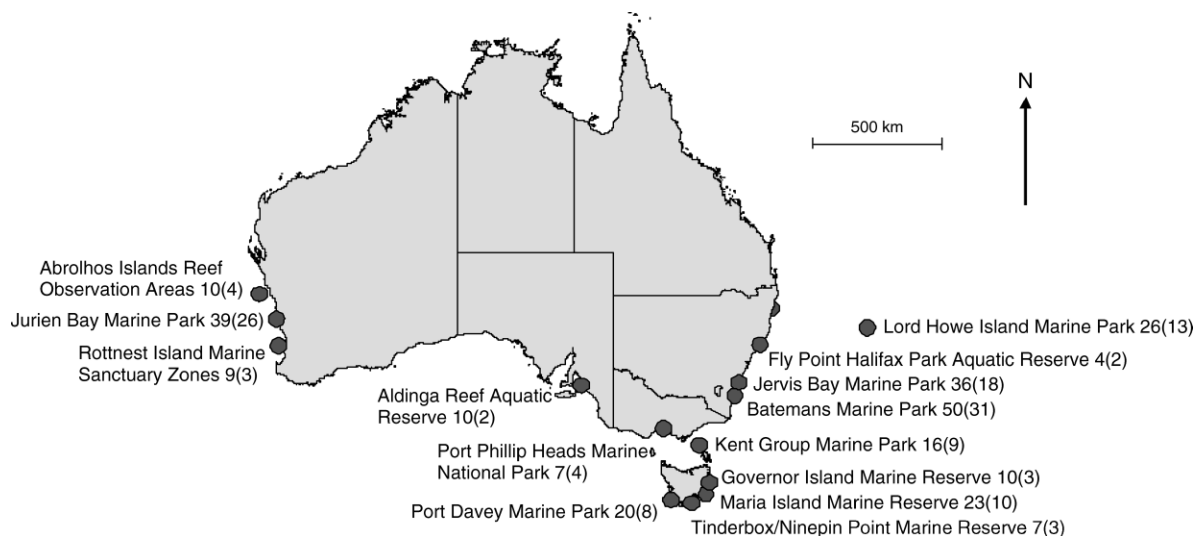 N
500 km
Abrolhos Islands Reef
Observation Areas 10(4)
Jurien Bay Marine Park 39(26)
Rottnest Island Marine
Sanctuary Zones 9(3)
Lord Howe Island Marine Park 26(13)
Fly Point Halifax Park Aquatic Reserve 4(2)
Jervis Bay Marine Park 36(18)
Batemans Marine Park 50(31)
Aldinga Reef Aquatic
Reserve 10(2)
Port Phillip Heads Marine
National Park 7(4)
Kent Group Marine Park 16(9)
Governor Island Marine Reserve 10(3)
Maria Island Marine Reserve 23(10)
Port Davey Marine Park 20(8)
Tinderbox/Ninepin Point Marine Reserve 7(3)